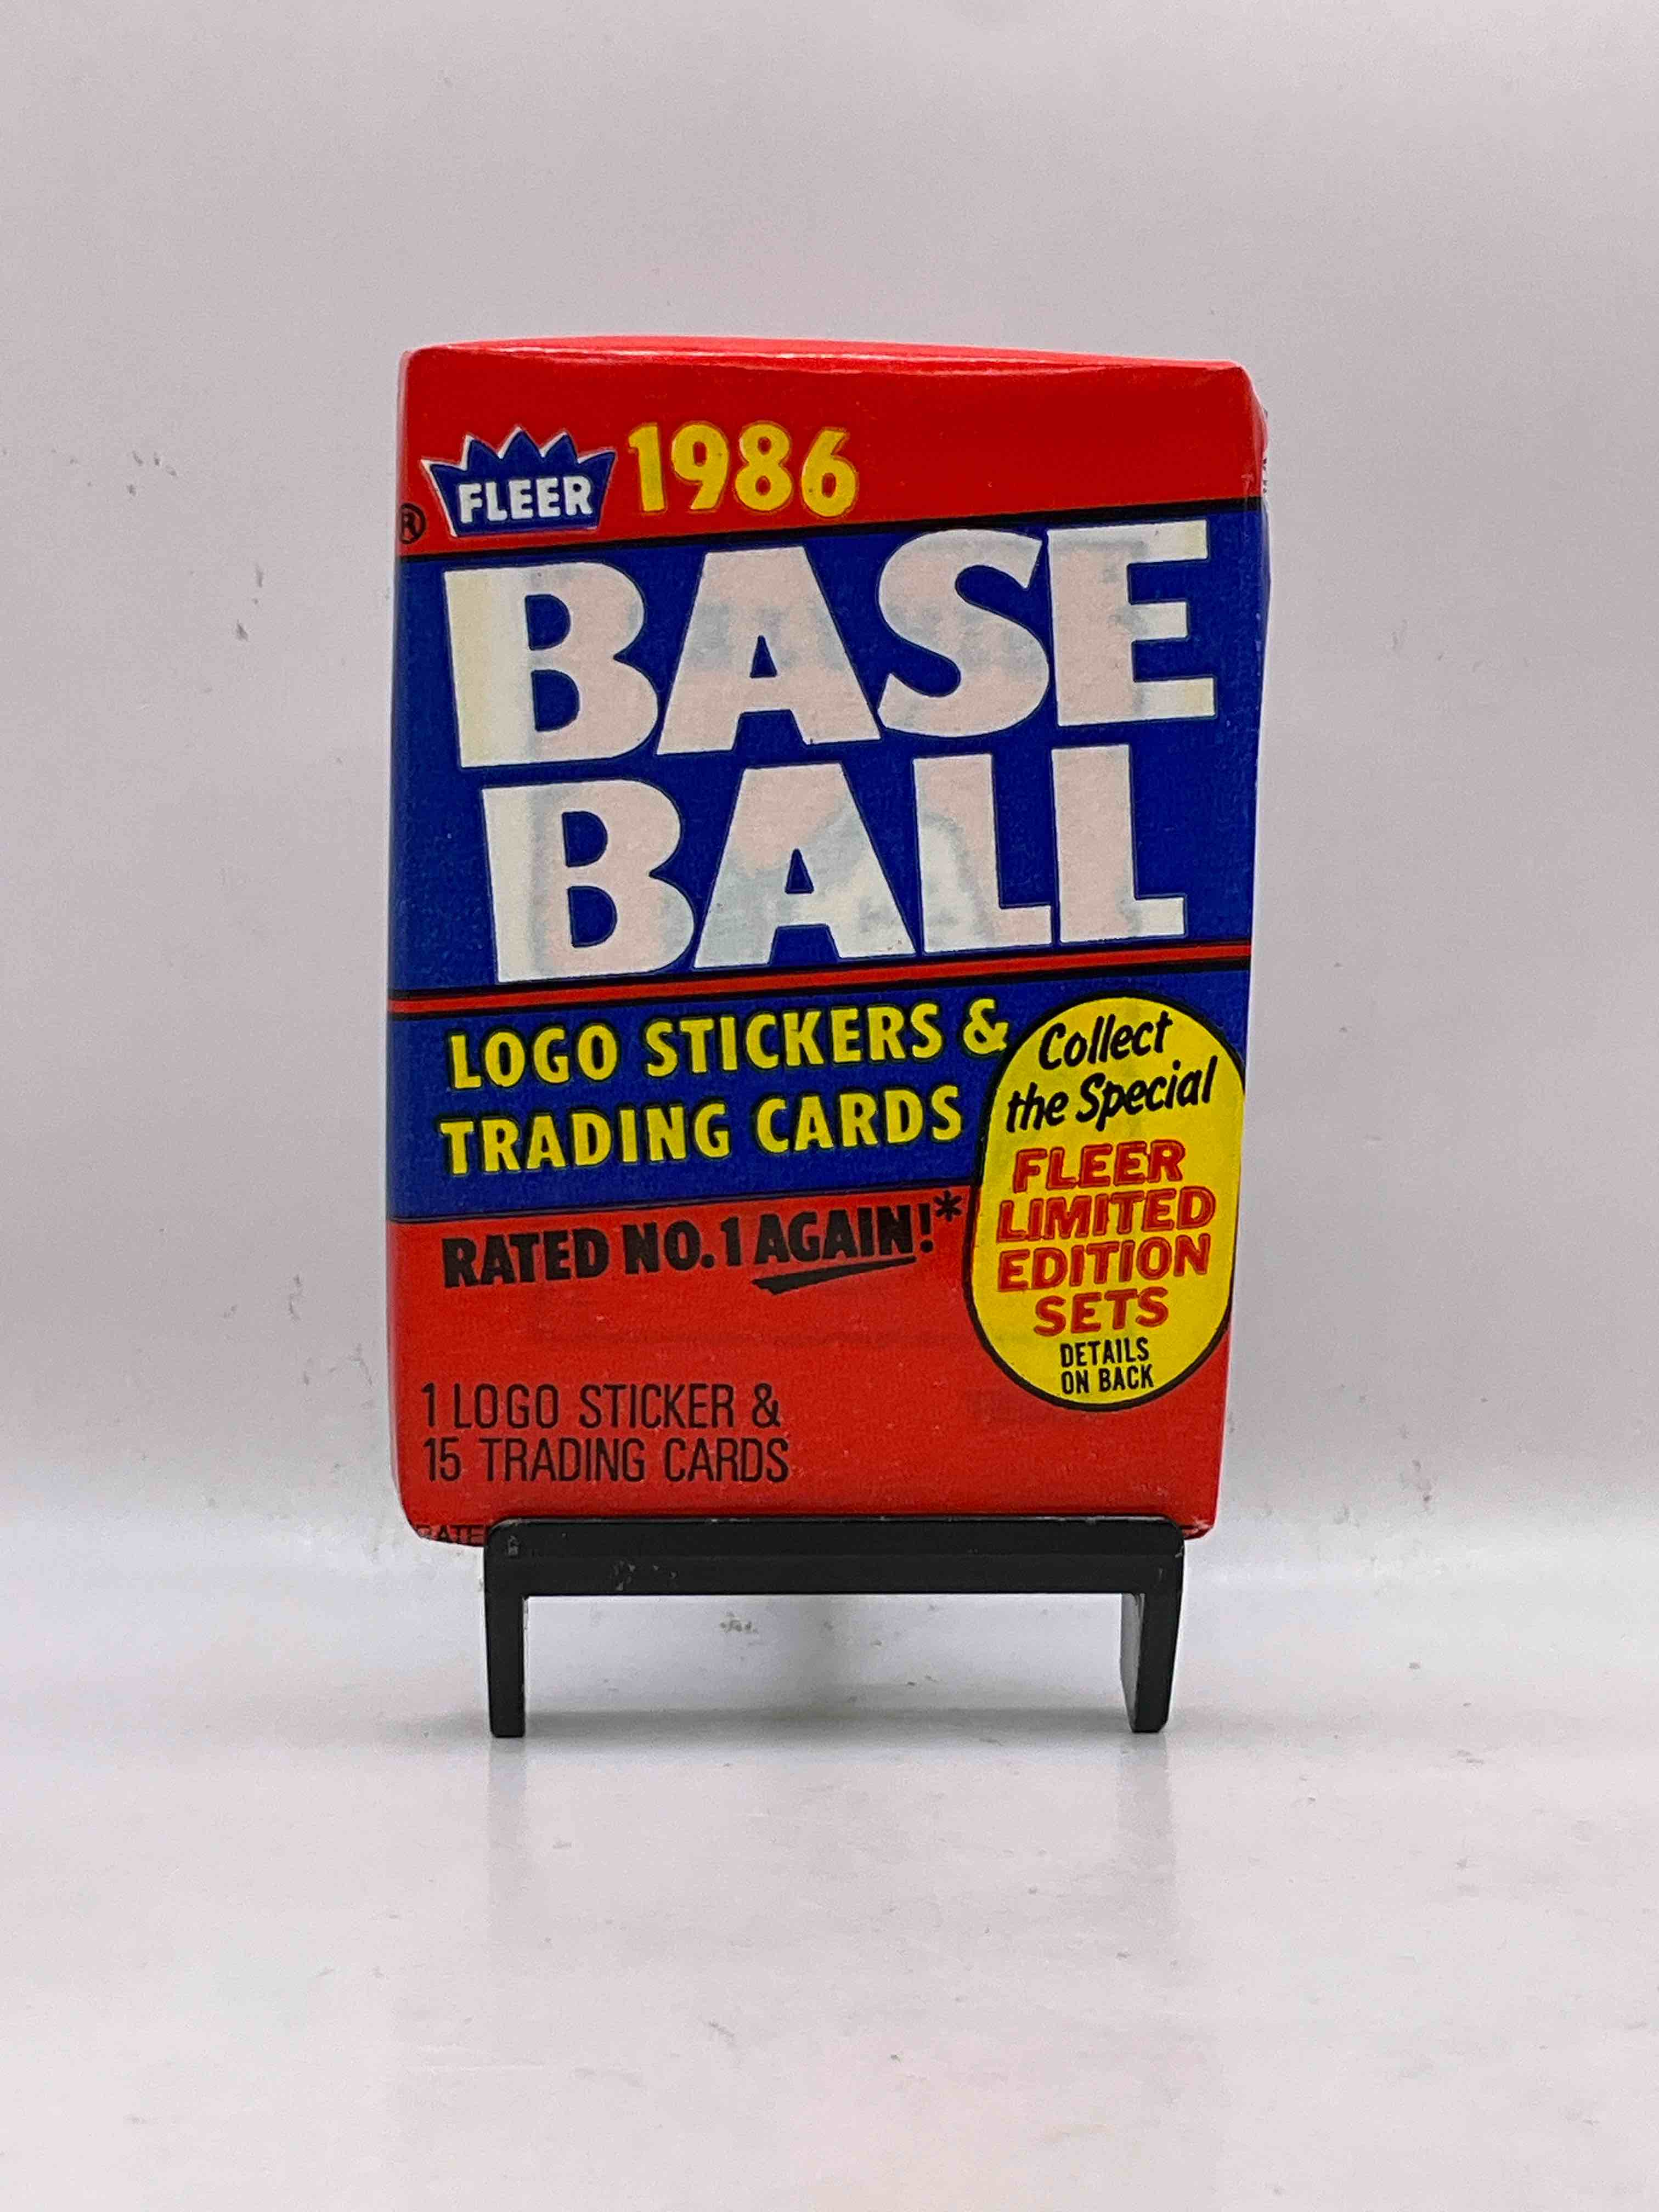 FLEER® 1986
BASE
BALL
LOGO STICKERS &
TRADING CARDS
RATED NO. 1 AGAIN!*
Collect
the Special
FLEER
LIMITED
EDITION
SETS
DETAILS
ON BACK
1 LOGO STICKER &
15 TRADING CARDS